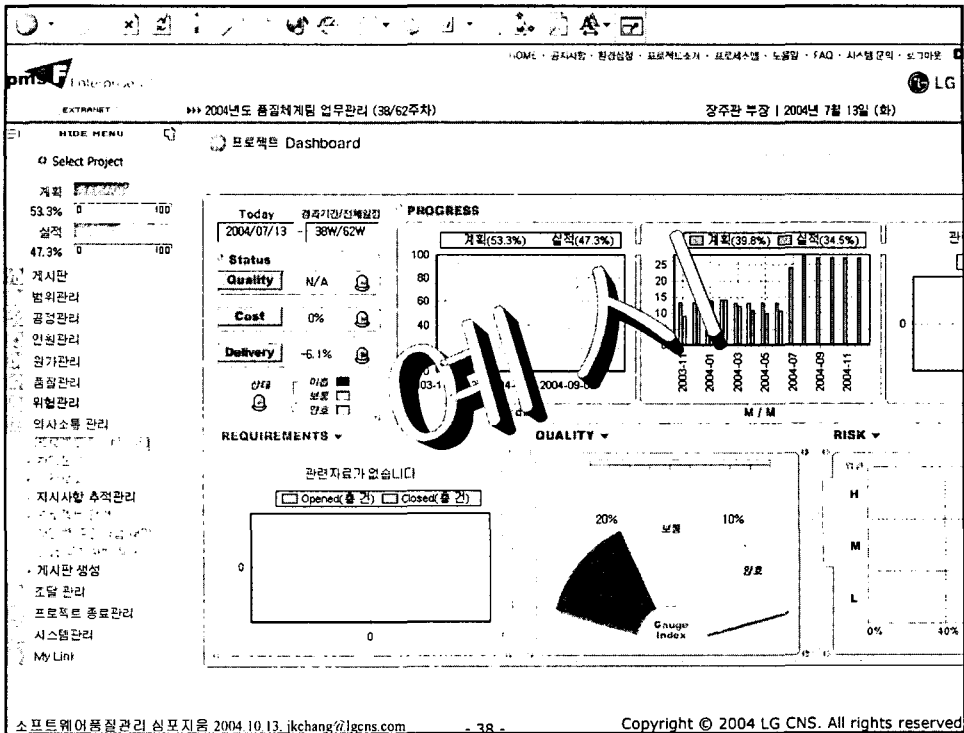 HOME · 공지사항 · 환경설정 · 프로젝트소개 · 프로세스맵 · 도움말 · FAQ · 시스템문의 · 로그아웃
pms
Enterprise
LG
EXTRANET
▸▸▸ 2004년도 품질체계팀 업무관리 (38/62주차)
장주관 부장 | 2004년 7월 13일 (화)
HIDE MENU
프로젝트 Dashboard
Select Project
계획
53.3% 0 100
실적
47.3% 0 100
게시판
범위관리
공정관리
인원관리
원가관리
품질관리
위험관리
의사소통 관리
지시사항 추적관리
게시판 생성
조달 관리
프로젝트 종료관리
시스템관리
My Link
Today 경과기간/전체일정
2004/07/13 - 38W/62W
Status
Quality N/A
Cost 0%
Delivery -6.1%
상태
미흡
보통
양호
PROGRESS
계획(53.3%) 실적(47.3%)
100
80
60
40
2004-09
계획(39.8%) 실적(34.5%)
25
20
15
10
0
2003-11
2004-01
2004-03
2004-05
2004-07
2004-09
2004-11
M / M
관
0
대외
REQUIREMENTS ▾
관련자료가 없습니다
Opened(총 건) Closed(총 건)
0
0
QUALITY ▾
20%
보통
10%
양호
Gauge
Index
RISK ▾
H
M
L
0% 40%
소프트웨어품질관리 심포지움 2004.10.13. jkchang@lgcns.com
- 38 -
Copyright © 2004 LG CNS. All rights reserved